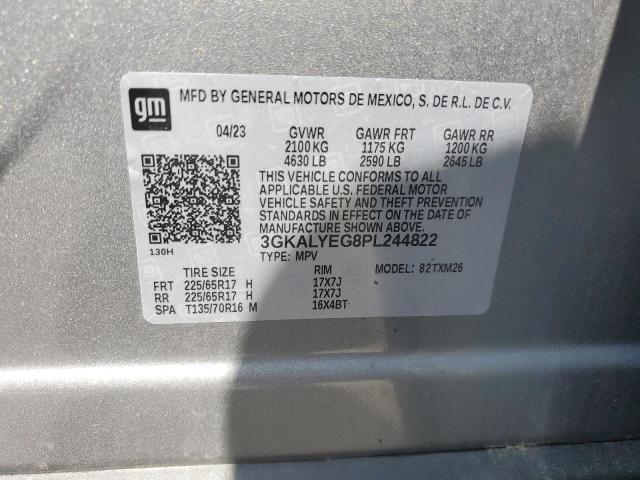 gm
MFD BY GENERAL MOTORS DE MEXICO, S. DE R.L. DE C.V.
04/23 GVWR GAWR FRT GAWR RR
2100 KG 1175 KG 1200 KG
4630 LB 2590 LB 2645 LB
THIS VEHICLE CONFORMS TO ALL
APPLICABLE U.S. FEDERAL MOTOR
VEHICLE SAFETY AND THEFT PREVENTION
STANDARDS IN EFFECT ON THE DATE OF
MANUFACTURE SHOWN ABOVE.
3GKALYEG8PL244822
130H
TYPE: MPV MODEL: 82TXM26
TIRE SIZE RIM
FRT 225/65R17 H 17X7J
RR 225/65R17 H 17X7J
SPA T135/70R16 M 16X4BT